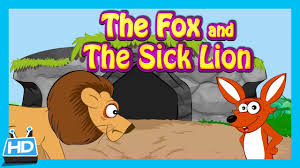 The Fox and
The Sick Lion
HD